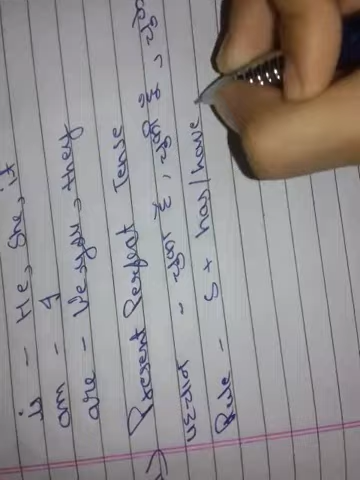 is - He, She, it
am - I
are - We, you, they
Present Perfect Tense
पहचान - चुका है, चुकी है,
Rule - S + has/have